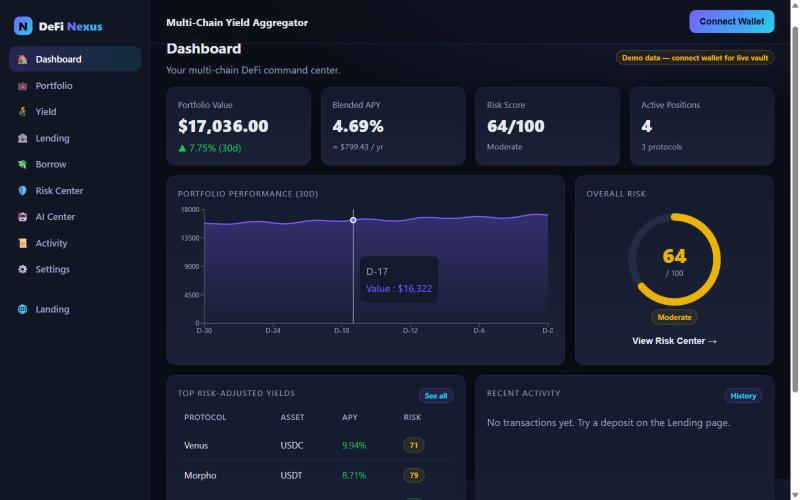 N DeFi Nexus
Dashboard
Portfolio
Yield
Lending
Borrow
Risk Center
AI Center
Activity
Settings
Landing
Multi-Chain Yield Aggregator
Connect Wallet
Dashboard
Your multi-chain DeFi command center.
Demo data — connect wallet for live vault
Portfolio Value
$17,036.00
▲ 7.75% (30d)
Blended APY
4.69%
≈ $799.43 / yr
Risk Score
64/100
Moderate
Active Positions
4
3 protocols
PORTFOLIO PERFORMANCE (30D)
18000
13500
9000
4500
0
D-30 D-24 D-18 D-12 D-6 D-0
D-17
Value : $16,322
OVERALL RISK
64
/ 100
Moderate
View Risk Center →
TOP RISK-ADJUSTED YIELDS
See all
PROTOCOL ASSET APY RISK
Venus USDC 9.94% 71
Morpho USDT 8.71% 79
RECENT ACTIVITY
History
No transactions yet. Try a deposit on the Lending page.